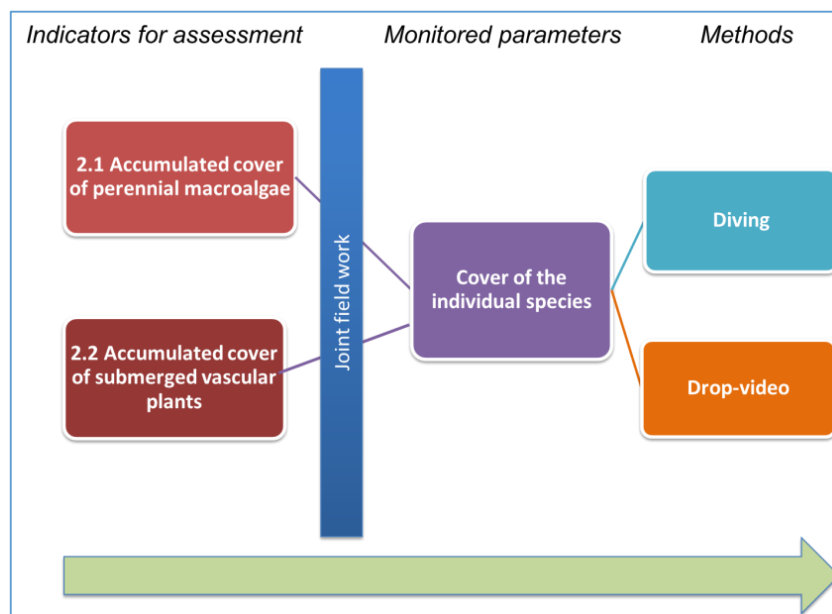 Indicators for assessment
Monitored parameters
Methods
2.1 Accumulated cover
of perennial macroalgae
2.2 Accumulated cover
of submerged vascular
plants
Joint field work
Cover of the
individual species
Diving
Drop-video